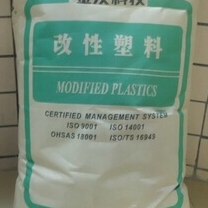 改性塑料
MODIFIED PLASTICS
CERTIFIED MANAGEMENT SYSTEM
ISO 9001 ISO 14001
OHSAS 18001 ISO/TS 16949